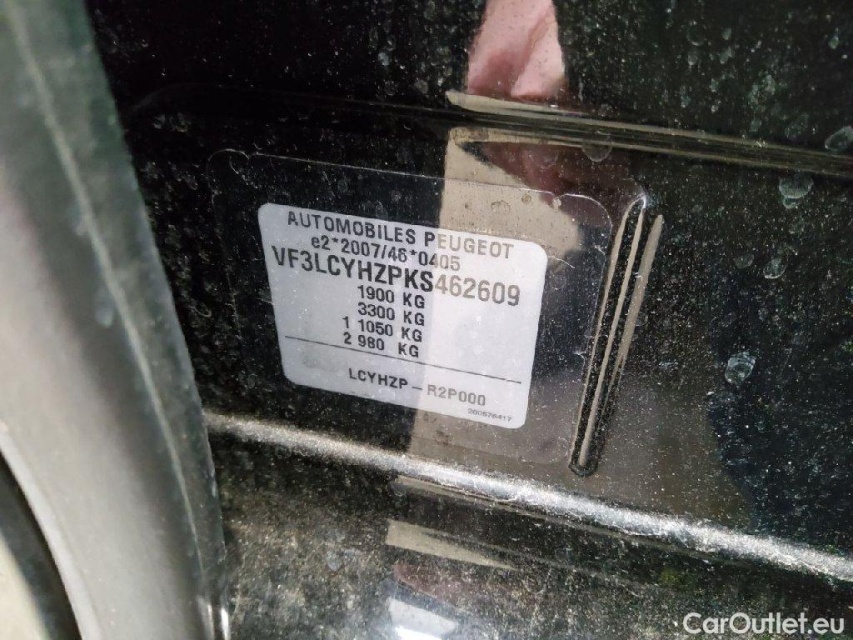 AUTOMOBILES PEUGEOT
e2*2007/46*0405
VF3LCYHZPKS462609
1900 KG
3300 KG
1 1050 KG
2 980 KG
LCYHZP - R2P000
CarOutlet.eu